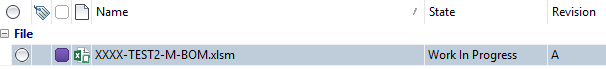 Name State Revision
File
XXXX-TEST2-M-BOM.xlsm Work In Progress A